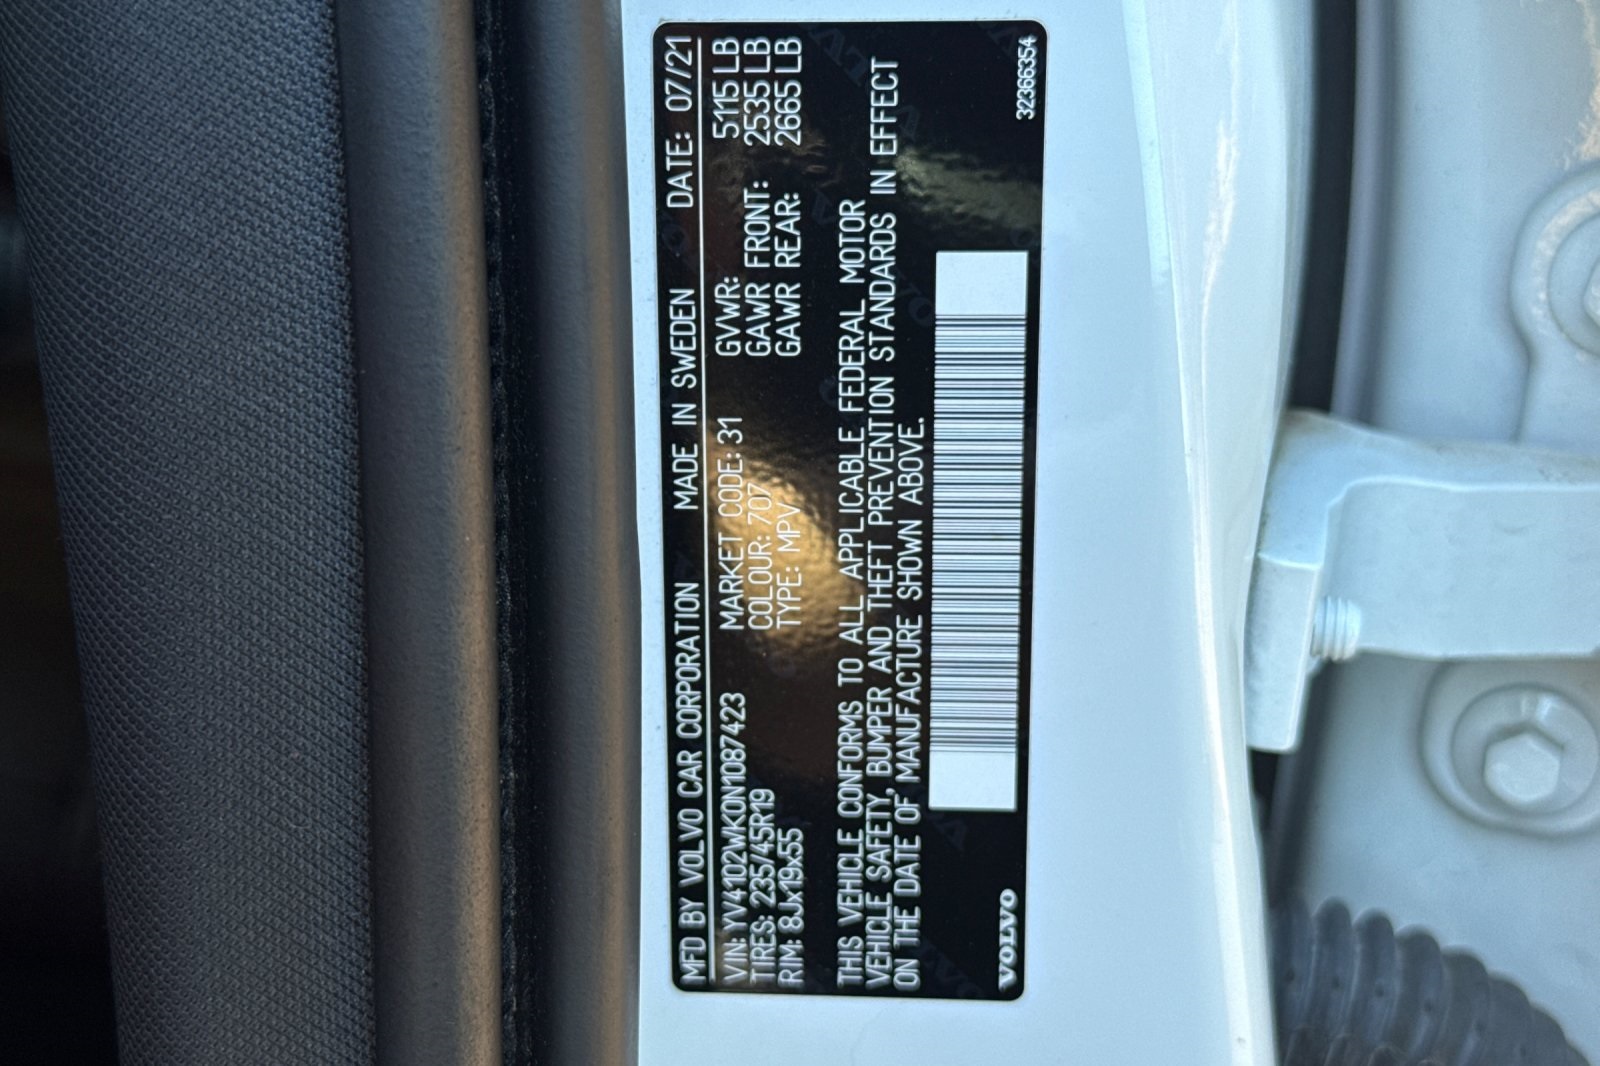 MFD BY VOLVO CAR CORPORATION MADE IN SWEDEN DATE: 07/21
VIN: YV4102WK0N1087423 MARKET CODE: 31 GVWR: 5115 LB
TIRES: 235/45R19 COLOUR: 707 GAWR FRONT: 2535 LB
RIM: 8Jx19x55 TYPE: MPV GAWR REAR: 2665 LB
THIS VEHICLE CONFORMS TO ALL APPLICABLE FEDERAL MOTOR
VEHICLE SAFETY, BUMPER AND THEFT PREVENTION STANDARDS IN EFFECT
ON THE DATE OF MANUFACTURE SHOWN ABOVE.
VOLVO 32366354